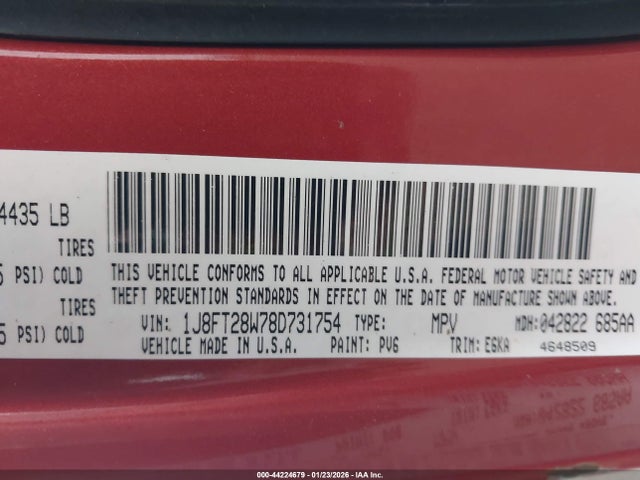 4435 LB
TIRES
5 PSI) COLD
TIRES
5 PSI) COLD
THIS VEHICLE CONFORMS TO ALL APPLICABLE U.S.A. FEDERAL MOTOR VEHICLE SAFETY AND
THEFT PREVENTION STANDARDS IN EFFECT ON THE DATE OF MANUFACTURE SHOWN ABOVE.
VIN: 1J8FT28W78D731754 TYPE: MPV MDH: 042822 685AA
VEHICLE MADE IN U.S.A. PAINT: PV6 TRIM: E6KA 4648509
000-44224679 | 01/23/2026 | COPYRIGHT IAA, INC.